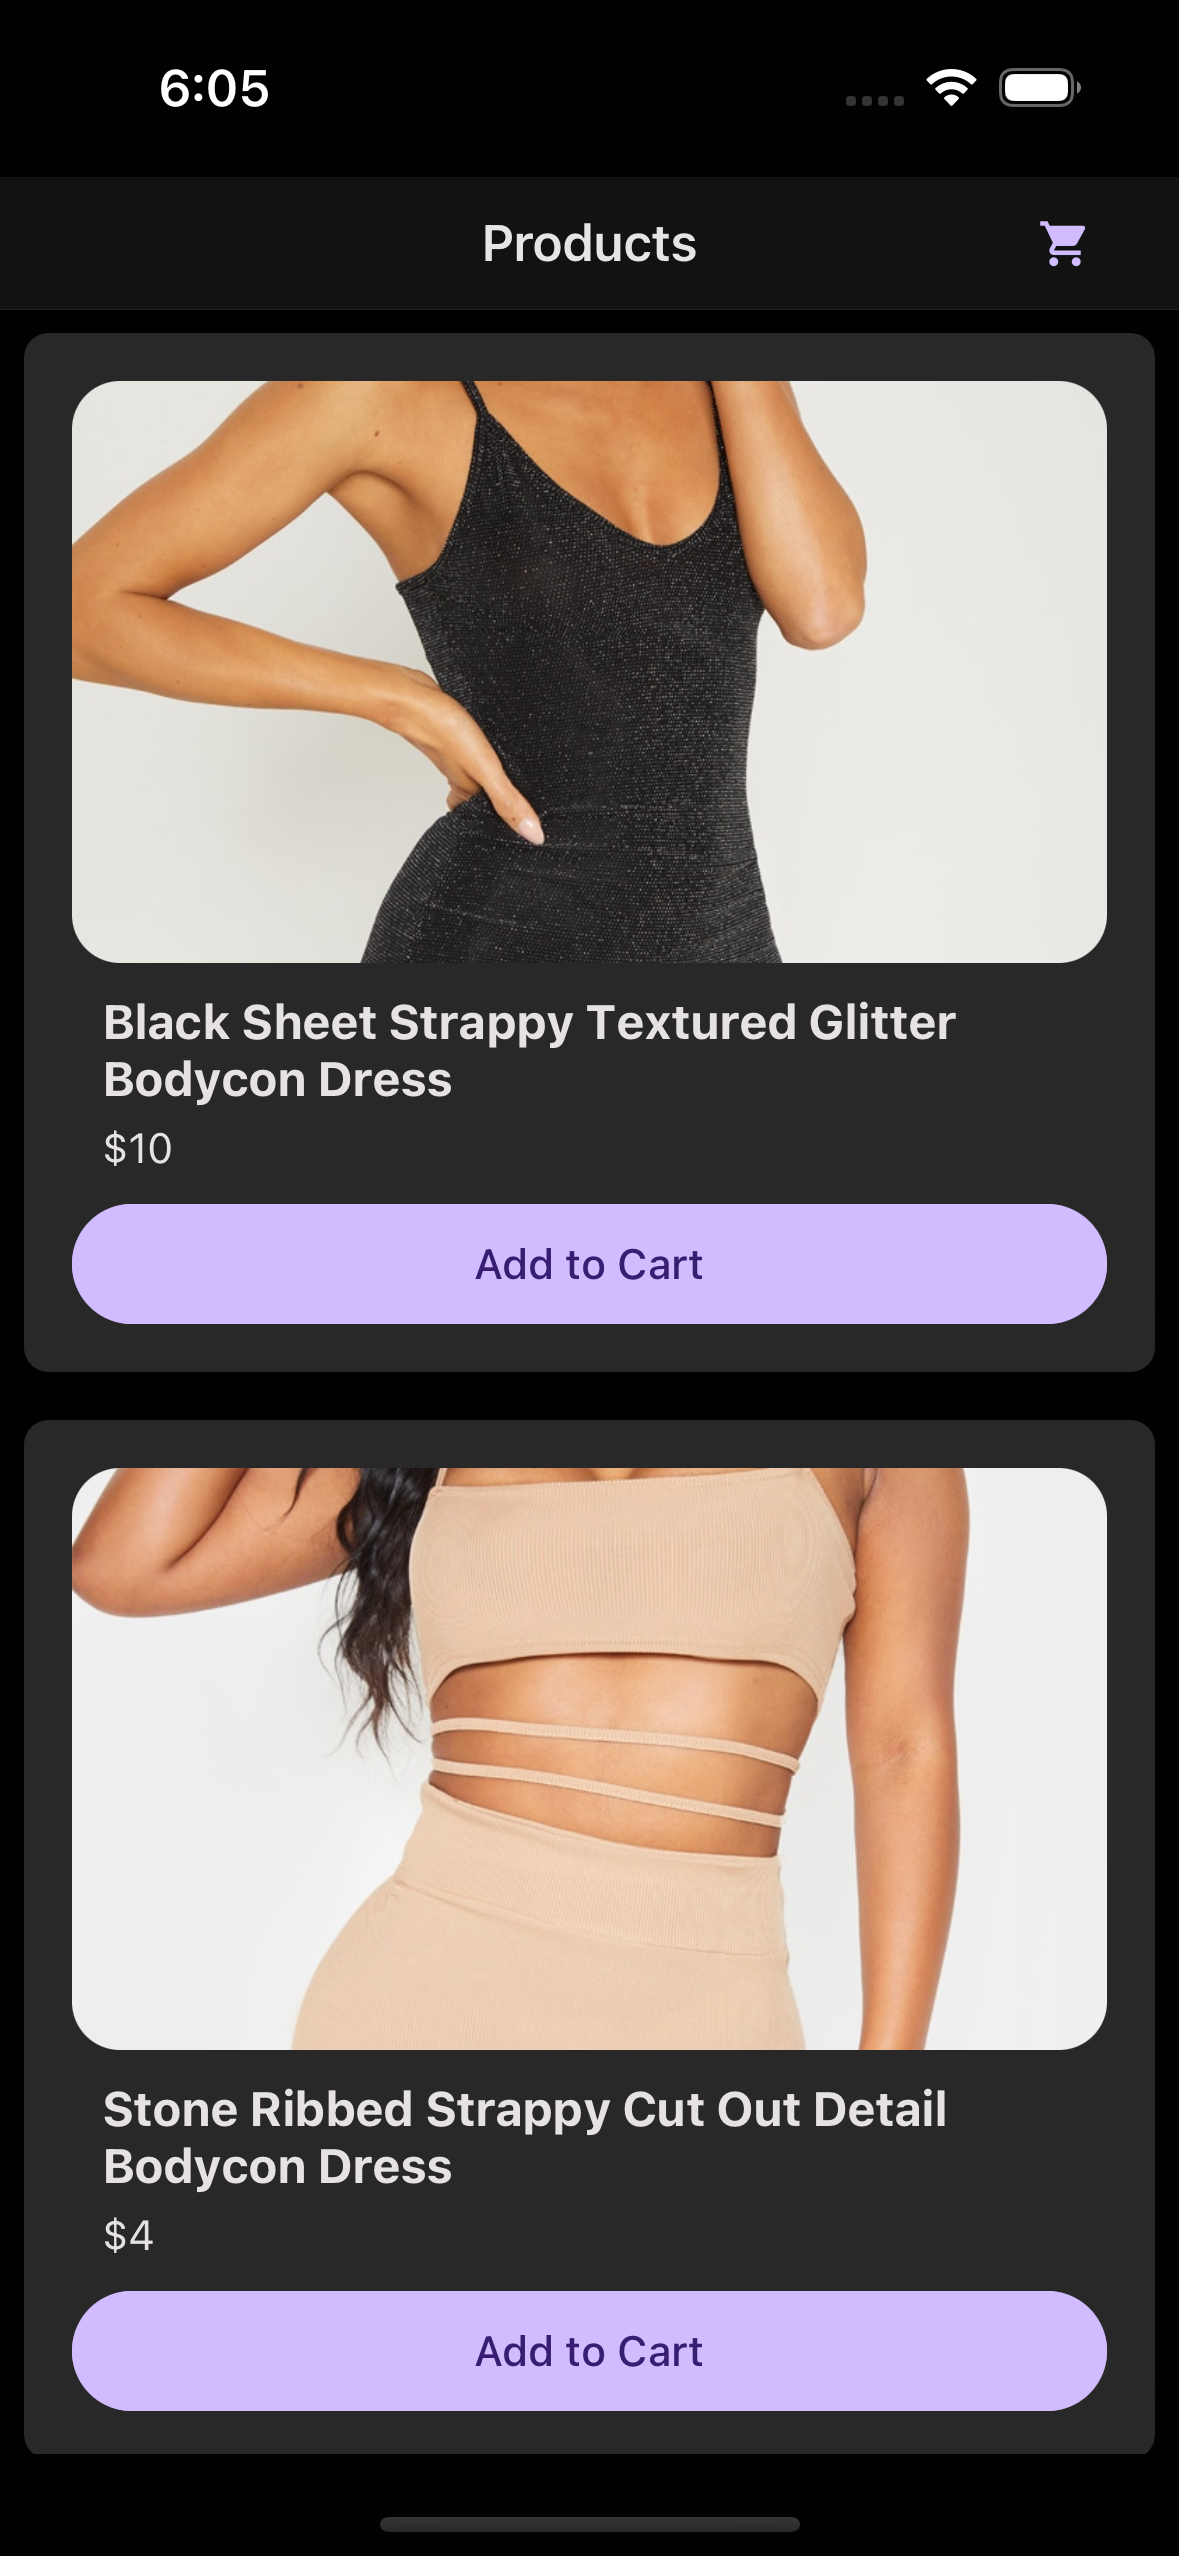 6:05
Products
Black Sheet Strappy Textured Glitter
Bodycon Dress
$10
Add to Cart
Stone Ribbed Strappy Cut Out Detail
Bodycon Dress
$4
Add to Cart